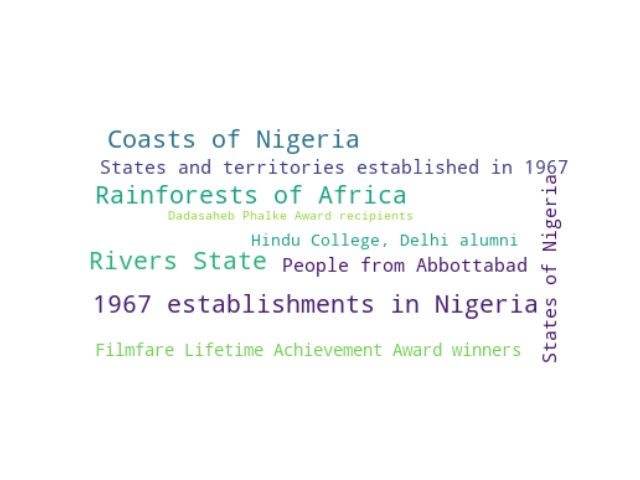 Coasts of Nigeria
States and territories established in 1967
Rainforests of Africa
Dadasaheb Phalke Award recipients
Hindu College, Delhi alumni
Rivers State
People from Abbottabad
1967 establishments in Nigeria
States of Nigeria
Filmfare Lifetime Achievement Award winners